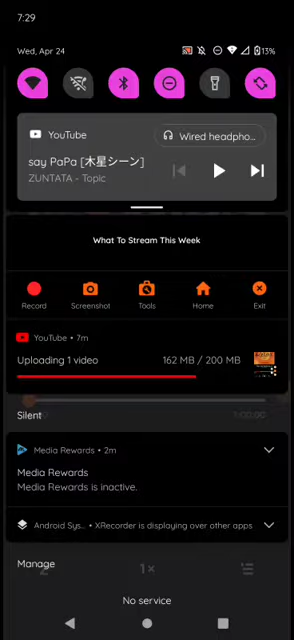 7:29
Wed, Apr 24
13%
YouTube
Wired headpho...
say PaPa [木星シーン]
ZUNTATA - Topic
What To Stream This Week
Record
Screenshot
Tools
Home
Exit
YouTube • 7m
Uploading 1 video
162 MB / 200 MB
Silent
Media Rewards • 2m
Media Rewards
Media Rewards is inactive.
Android Sys... • XRecorder is displaying over other apps
Manage
1×
No service